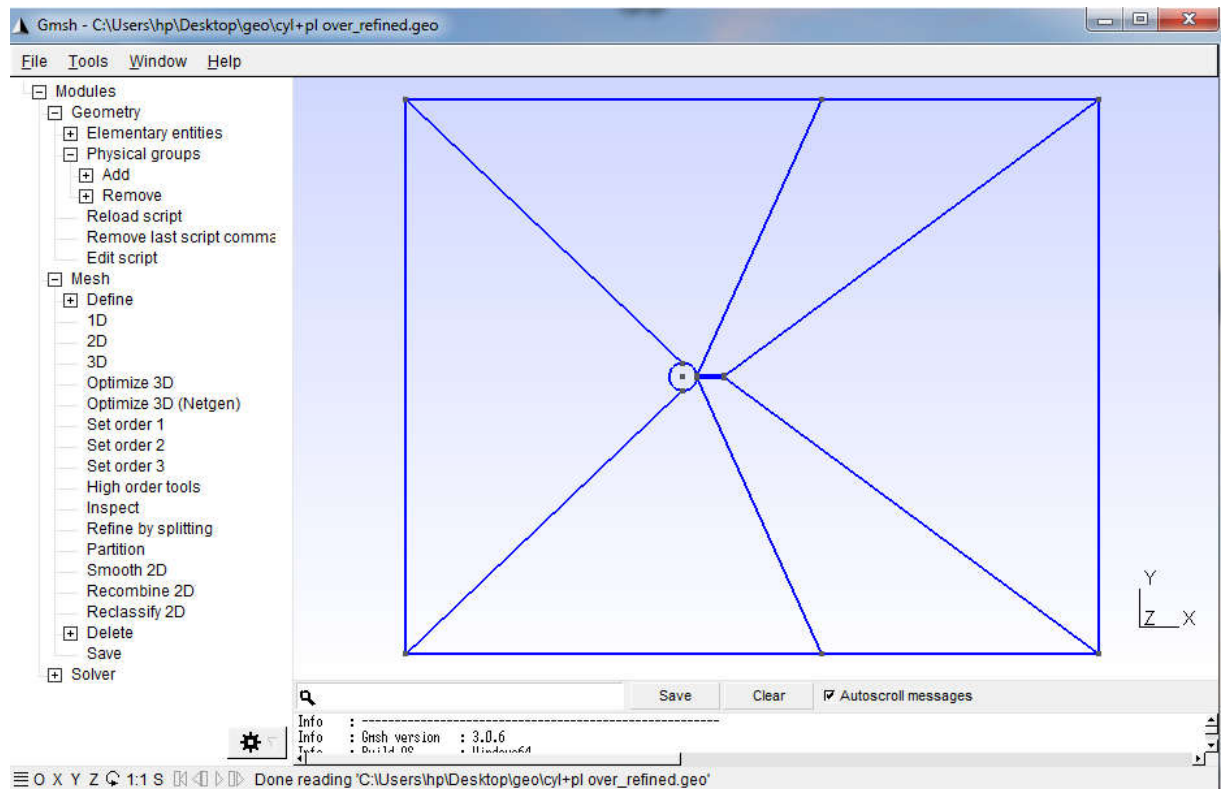 Gmsh - C:\Users\hp\Desktop\geo\cyl+pl over_refined.geo
File Tools Window Help
Modules
Geometry
Elementary entities
Physical groups
Add
Remove
Reload script
Remove last script comma
Edit script
Mesh
Define
1D
2D
3D
Optimize 3D
Optimize 3D (Netgen)
Set order 1
Set order 2
Set order 3
High order tools
Inspect
Refine by splitting
Partition
Smooth 2D
Recombine 2D
Reclassify 2D
Delete
Save
Solver
Y
Z X
Save Clear Autoscroll messages
Info : -------------------------------------------------------
Info : Gmsh version : 3.0.6
Info : Build OS : Windows64
O X Y Z 1:1 S Done reading 'C:\Users\hp\Desktop\geo\cyl+pl over_refined.geo'